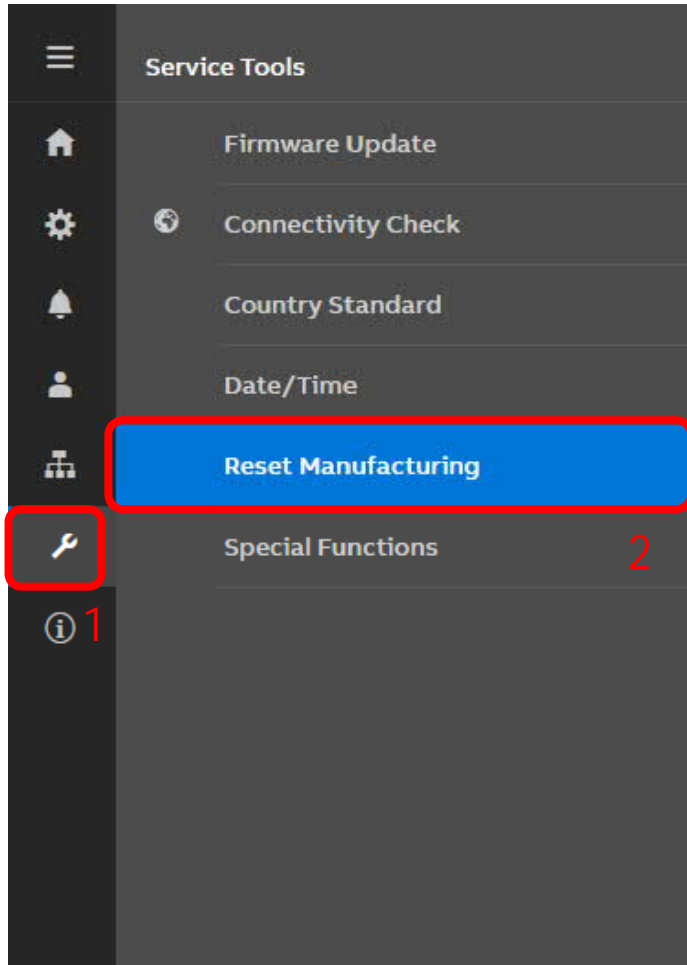 Service Tools
Firmware Update
Connectivity Check
Country Standard
Date/Time
Reset Manufacturing
Special Functions
2
1